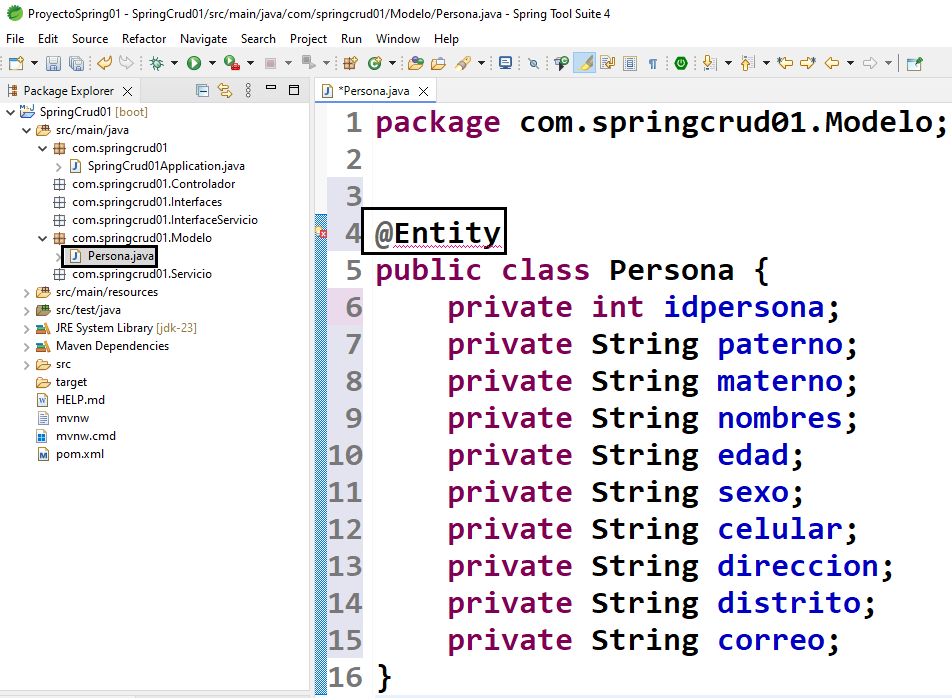 ProyectoSpring01 - SpringCrud01/src/main/java/com/springcrud01/Modelo/Persona.java - Spring Tool Suite 4
File Edit Source Refactor Navigate Search Project Run Window Help
Package Explorer
*Persona.java
SpringCrud01 [boot]
src/main/java
com.springcrud01
SpringCrud01Application.java
com.springcrud01.Controlador
com.springcrud01.Interfaces
com.springcrud01.InterfaceServicio
com.springcrud01.Modelo
Persona.java
com.springcrud01.Servicio
src/main/resources
src/test/java
JRE System Library [jdk-23]
Maven Dependencies
src
target
HELP.md
mvnw
mvnw.cmd
pom.xml
1 package com.springcrud01.Modelo;
2
3
4 @Entity
5 public class Persona {
6 private int idpersona;
7 private String paterno;
8 private String materno;
9 private String nombres;
10 private String edad;
11 private String sexo;
12 private String celular;
13 private String direccion;
14 private String distrito;
15 private String correo;
16 }